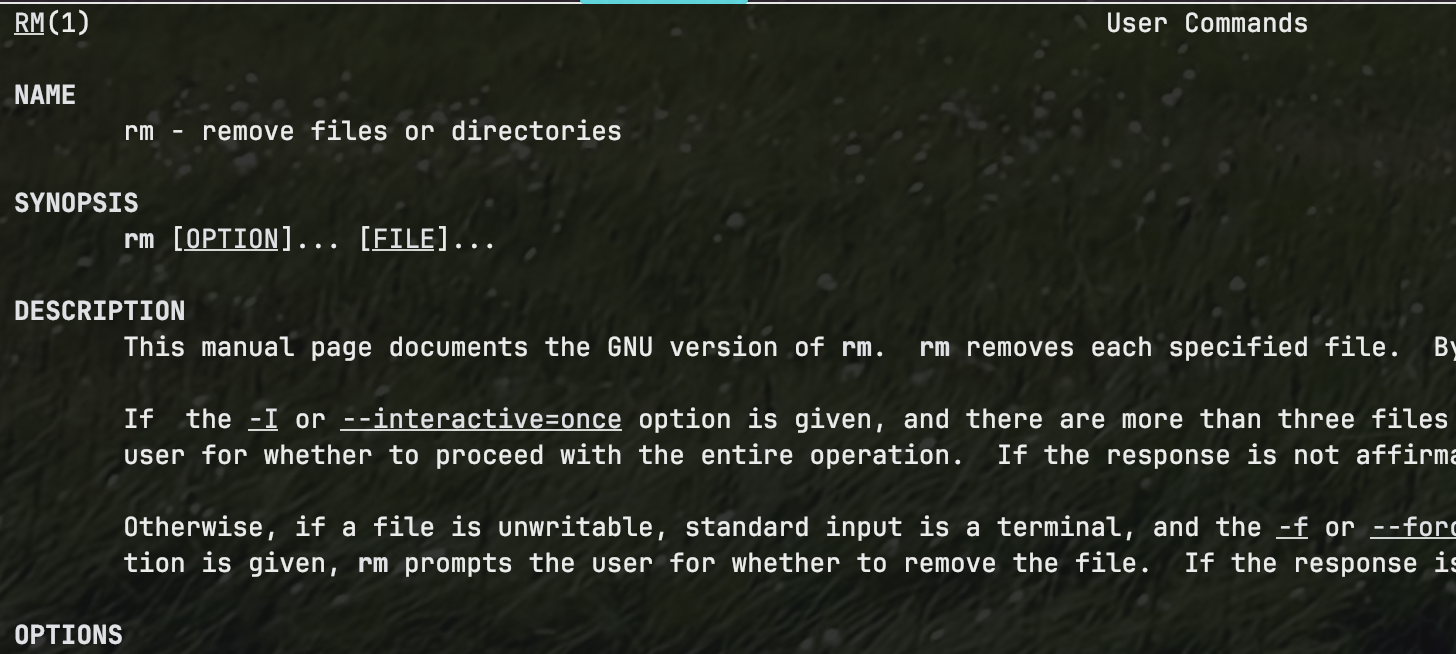 RM(1) User Commands
NAME
rm - remove files or directories
SYNOPSIS
rm [OPTION]... [FILE]...
DESCRIPTION
This manual page documents the GNU version of rm.  rm removes each specified file.  By
If  the -I or --interactive=once option is given, and there are more than three files
user for whether to proceed with the entire operation.  If the response is not affirma
Otherwise, if a file is unwritable, standard input is a terminal, and the -f or --forc
tion is given, rm prompts the user for whether to remove the file.  If the response is
OPTIONS